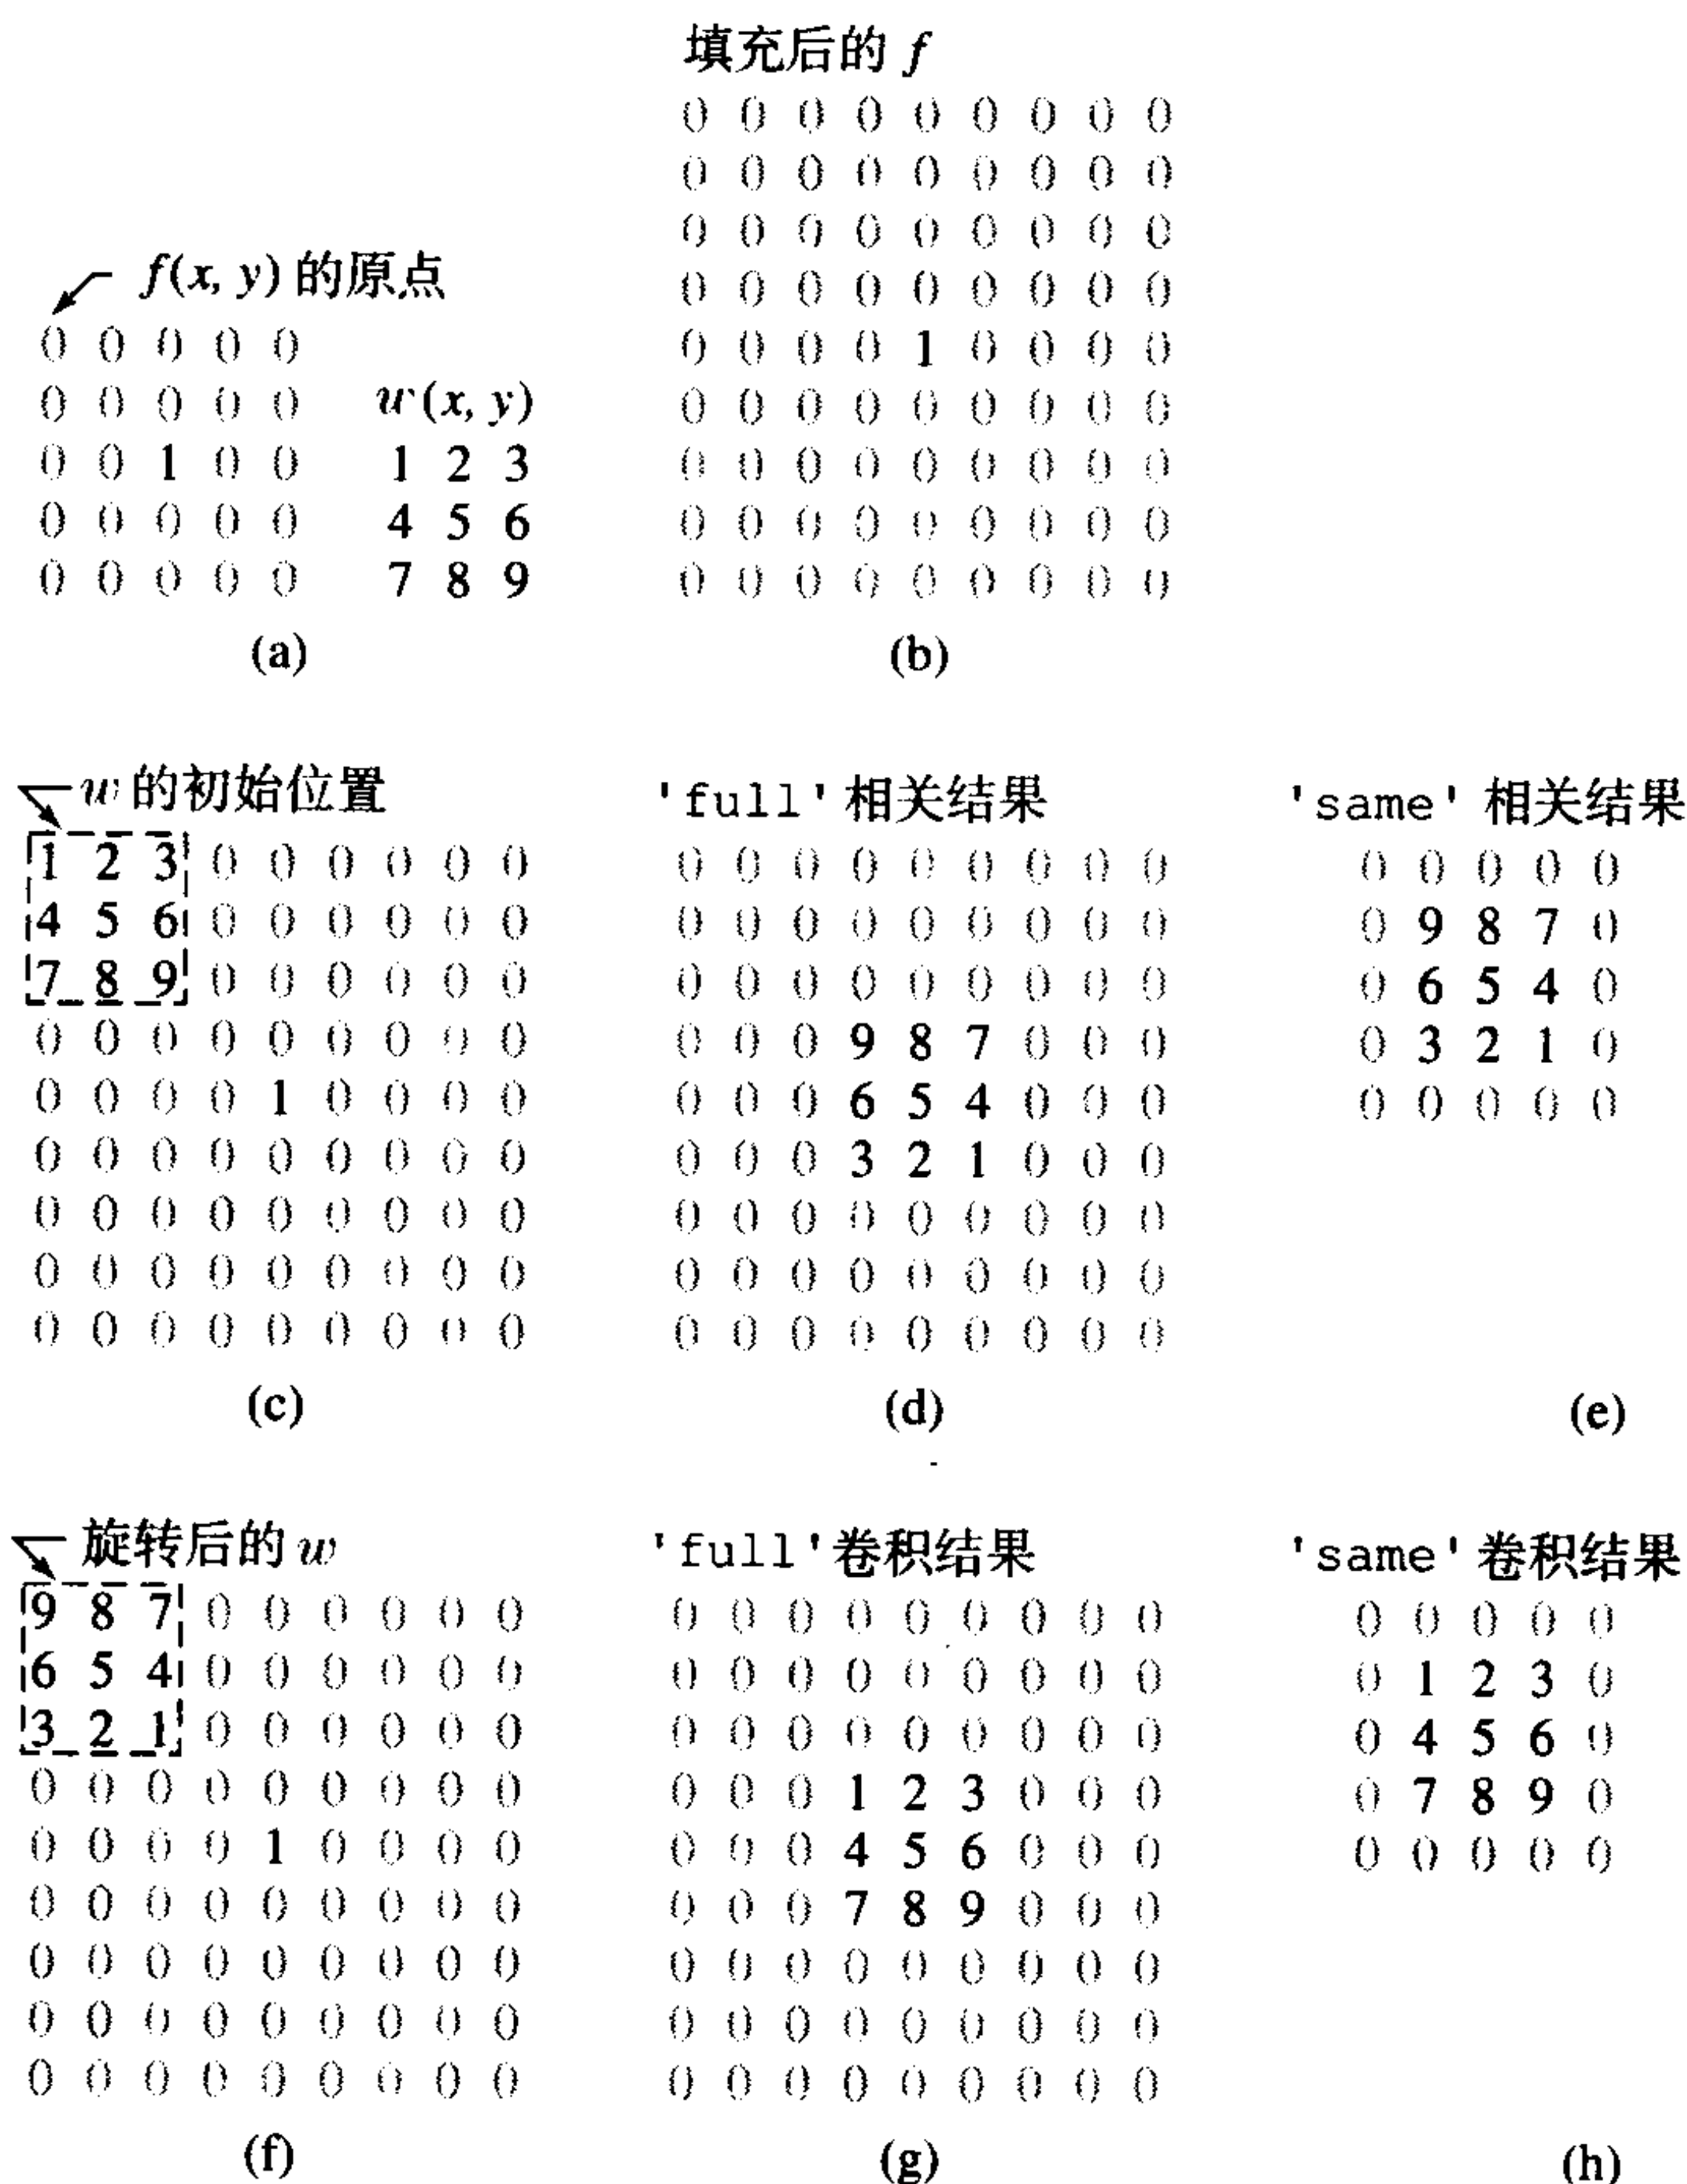 填充后的 f
0 0 0 0 0 0 0 0 0
0 0 0 0 0 0 0 0 0
0 0 0 0 0 0 0 0 0
0 0 0 0 0 0 0 0 0
0 0 0 0 1 0 0 0 0
0 0 0 0 0 0 0 0 0
0 0 0 0 0 0 0 0 0
0 0 0 0 0 0 0 0 0
0 0 0 0 0 0 0 0 0
(b)
f(x, y) 的原点
0 0 0 0 0
0 0 0 0 0
0 0 1 0 0
0 0 0 0 0
0 0 0 0 0
w(x, y)
1 2 3
4 5 6
7 8 9
(a)
w 的初始位置
1 2 3 0 0 0 0 0 0
4 5 6 0 0 0 0 0 0
7 8 9 0 0 0 0 0 0
0 0 0 0 0 0 0 0 0
0 0 0 0 1 0 0 0 0
0 0 0 0 0 0 0 0 0
0 0 0 0 0 0 0 0 0
0 0 0 0 0 0 0 0 0
0 0 0 0 0 0 0 0 0
(c)
'full' 相关结果
0 0 0 0 0 0 0 0 0
0 0 0 0 0 0 0 0 0
0 0 0 0 0 0 0 0 0
0 0 0 9 8 7 0 0 0
0 0 0 6 5 4 0 0 0
0 0 0 3 2 1 0 0 0
0 0 0 0 0 0 0 0 0
0 0 0 0 0 0 0 0 0
0 0 0 0 0 0 0 0 0
(d)
'same' 相关结果
0 0 0 0 0
0 9 8 7 0
0 6 5 4 0
0 3 2 1 0
0 0 0 0 0
(e)
旋转后的 w
9 8 7 0 0 0 0 0 0
6 5 4 0 0 0 0 0 0
3 2 1 0 0 0 0 0 0
0 0 0 0 0 0 0 0 0
0 0 0 0 1 0 0 0 0
0 0 0 0 0 0 0 0 0
0 0 0 0 0 0 0 0 0
0 0 0 0 0 0 0 0 0
0 0 0 0 0 0 0 0 0
(f)
'full'卷积结果
0 0 0 0 0 0 0 0 0
0 0 0 0 0 0 0 0 0
0 0 0 0 0 0 0 0 0
0 0 0 1 2 3 0 0 0
0 0 0 4 5 6 0 0 0
0 0 0 7 8 9 0 0 0
0 0 0 0 0 0 0 0 0
0 0 0 0 0 0 0 0 0
0 0 0 0 0 0 0 0 0
(g)
'same'卷积结果
0 0 0 0 0
0 1 2 3 0
0 4 5 6 0
0 7 8 9 0
0 0 0 0 0
(h)